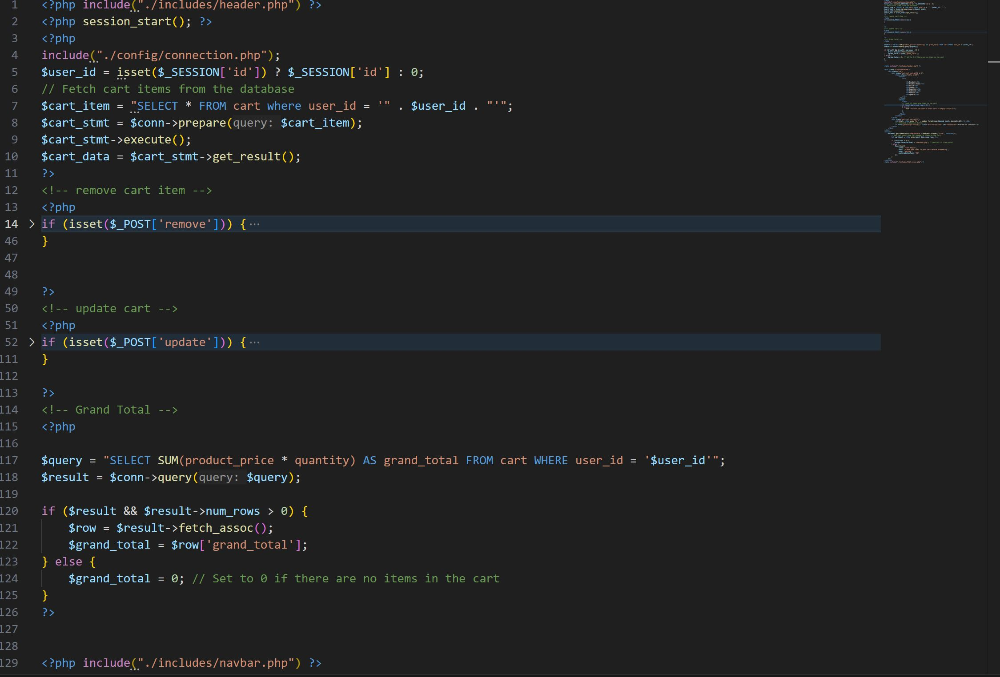 1 <?php include("./includes/header.php") ?>
2 <?php session_start(); ?>
3 <?php
4 include("./config/connection.php");
5 $user_id = isset($_SESSION['id']) ? $_SESSION['id'] : 0;
6 // Fetch cart items from the database
7 $cart_item = "SELECT * FROM cart where user_id = '" . $user_id . "'";
8 $cart_stmt = $conn->prepare(query: $cart_item);
9 $cart_stmt->execute();
10 $cart_data = $cart_stmt->get_result();
11 ?>
12 <!-- remove cart item -->
13 <?php
14 > if (isset($_POST['remove'])) { ···
46 }
47
48
49 ?>
50 <!-- update cart -->
51 <?php
52 > if (isset($_POST['update'])) { ···
111 }
112
113 ?>
114 <!-- Grand Total -->
115 <?php
116
117 $query = "SELECT SUM(product_price * quantity) AS grand_total FROM cart WHERE user_id = '$user_id'";
118 $result = $conn->query(query: $query);
119
120 if ($result && $result->num_rows > 0) {
121     $row = $result->fetch_assoc();
122     $grand_total = $row['grand_total'];
123 } else {
124     $grand_total = 0; // Set to 0 if there are no items in the cart
125 }
126 ?>
127
128
129 <?php include("./includes/navbar.php") ?>